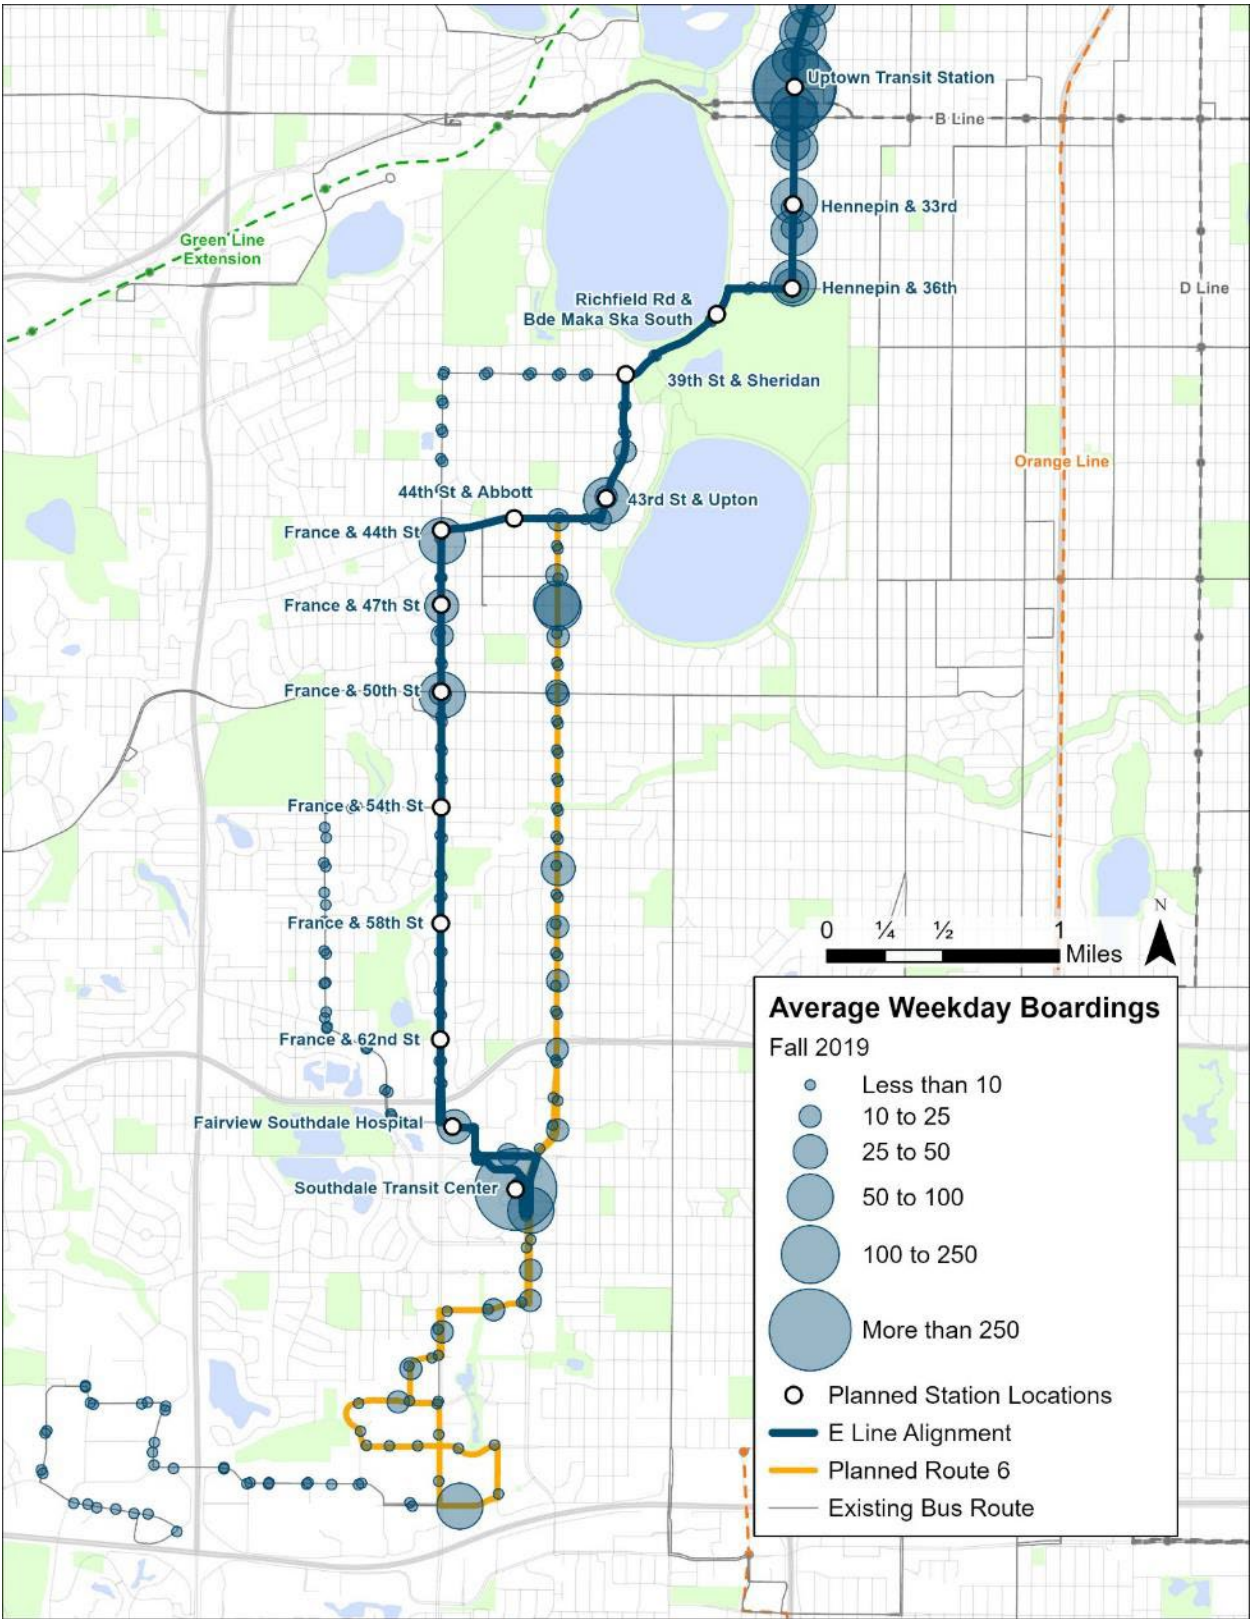 Uptown Transit Station
B Line
Hennepin & 33rd
Green Line
Extension
Hennepin & 36th
D Line
Richfield Rd &
Bde Maka Ska South
39th St & Sheridan
Orange Line
44th St & Abbott
43rd St & Upton
France & 44th St
France & 47th St
France & 50th St
France & 54th St
France & 58th St
N
0 ¼ ½ 1
Miles
France & 62nd St
Fairview Southdale Hospital
Southdale Transit Center
Average Weekday Boardings
Fall 2019
Less than 10
10 to 25
25 to 50
50 to 100
100 to 250
More than 250
Planned Station Locations
E Line Alignment
Planned Route 6
Existing Bus Route